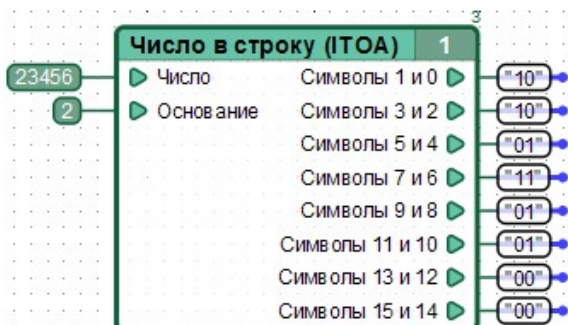 3
Число в строку (ITOA) 1
23456 Число Символы 1 и 0 "10"
2 Основание Символы 3 и 2 "10"
Символы 5 и 4 "01"
Символы 7 и 6 "11"
Символы 9 и 8 "01"
Символы 11 и 10 "01"
Символы 13 и 12 "00"
Символы 15 и 14 "00"